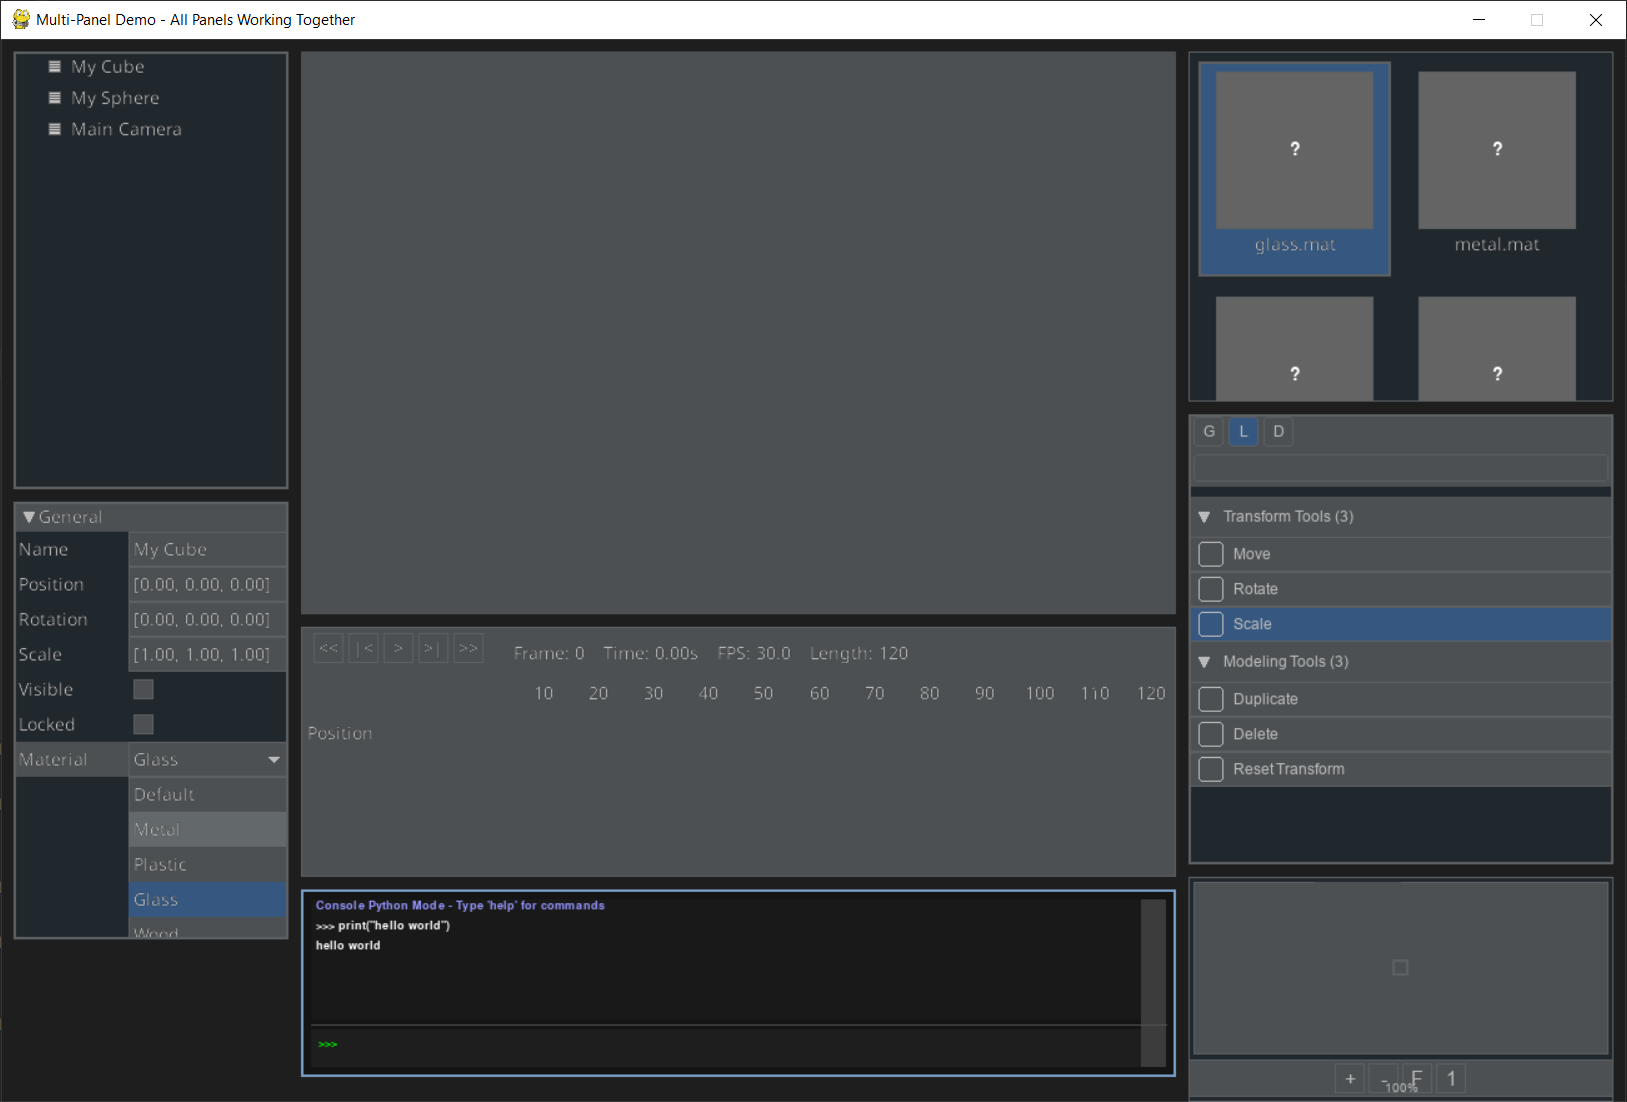 Multi-Panel Demo - All Panels Working Together
My Cube
My Sphere
Main Camera
General
Name My Cube
Position [0.00, 0.00, 0.00]
Rotation [0.00, 0.00, 0.00]
Scale [1.00, 1.00, 1.00]
Visible
Locked
Material Glass
Default
Metal
Plastic
Glass
Wood
<< |< > >| >> Frame: 0 Time: 0.00s FPS: 30.0 Length: 120
10 20 30 40 50 60 70 80 90 100 110 120
Position
Console Python Mode - Type 'help' for commands
>>> print("hello world")
hello world
>>>
? ?
glass.mat metal.mat
? ?
G L D
Transform Tools (3)
Move
Rotate
Scale
Modeling Tools (3)
Duplicate
Delete
Reset Transform
+ - F 1
100%